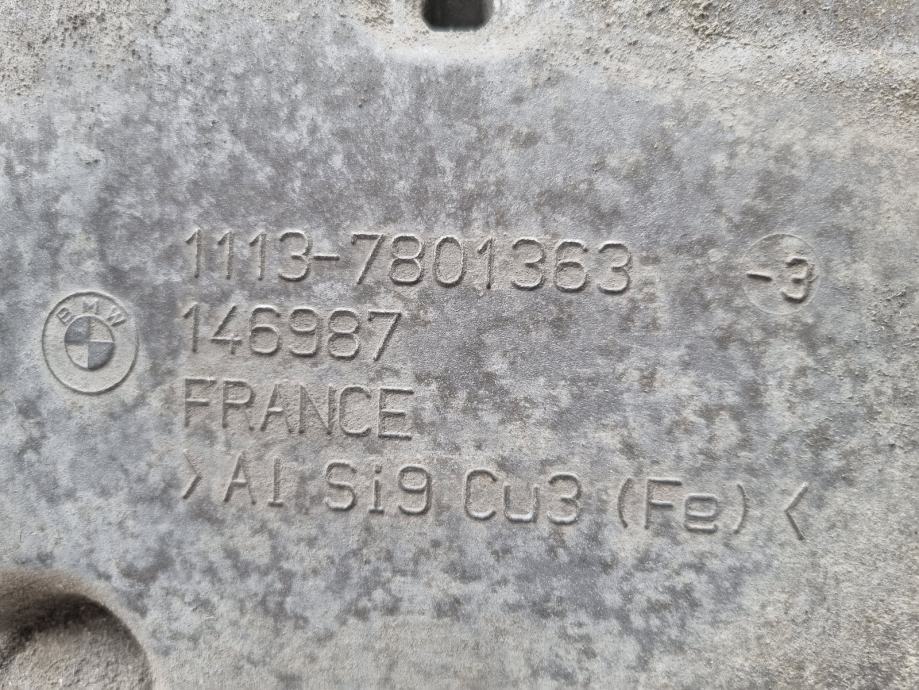 1113-7801363 -3
BMW
146987
FRANCE
>Al Si9 Cu3 (Fe)<